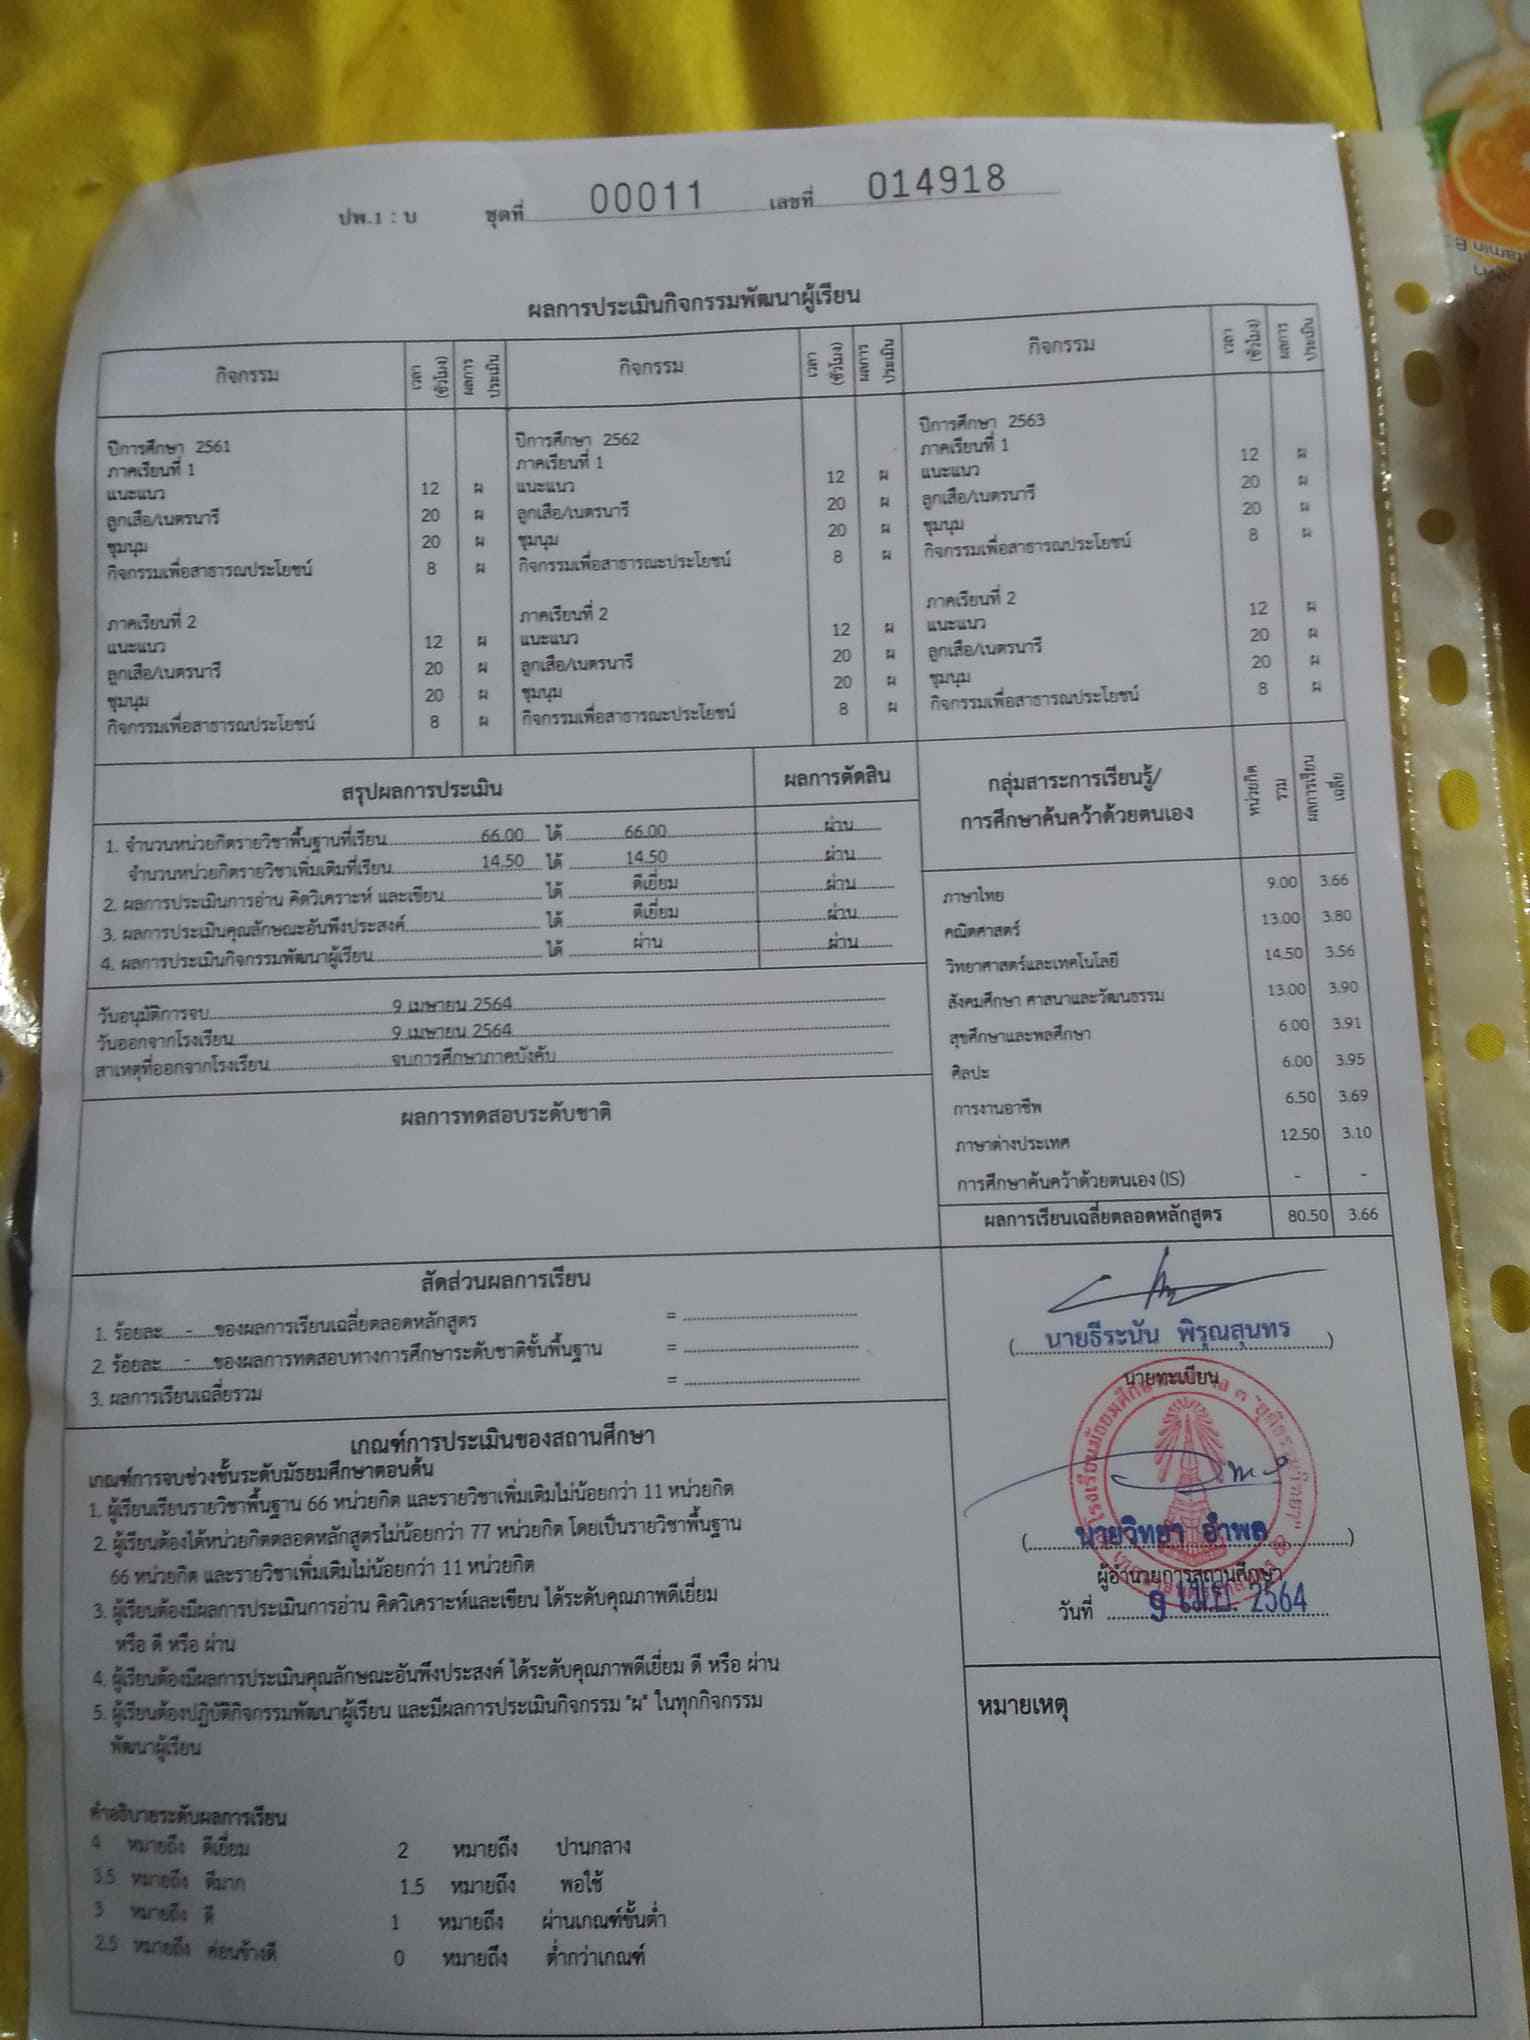 ปพ.1 : บ ชุดที่ 00011 เลขที่ 014918
ผลการประเมินกิจกรรมพัฒนาผู้เรียน
กิจกรรม เวลา (ชั่วโมง) ผลการประเมิน กิจกรรม เวลา (ชั่วโมง) ผลการประเมิน กิจกรรม เวลา (ชั่วโมง) ผลการประเมิน
ปีการศึกษา 2561
ภาคเรียนที่ 1
แนะแนว 12 ผ
ลูกเสือ/เนตรนารี 20 ผ
ชุมนุม 20 ผ
กิจกรรมเพื่อสาธารณประโยชน์ 8 ผ
ภาคเรียนที่ 2
แนะแนว 12 ผ
ลูกเสือ/เนตรนารี 20 ผ
ชุมนุม 20 ผ
กิจกรรมเพื่อสาธารณประโยชน์ 8 ผ
ปีการศึกษา 2562
ภาคเรียนที่ 1
แนะแนว 12 ผ
ลูกเสือ/เนตรนารี 20 ผ
ชุมนุม 20 ผ
กิจกรรมเพื่อสาธารณะประโยชน์ 8 ผ
ภาคเรียนที่ 2
แนะแนว 12 ผ
ลูกเสือ/เนตรนารี 20 ผ
ชุมนุม 20 ผ
กิจกรรมเพื่อสาธารณะประโยชน์ 8 ผ
ปีการศึกษา 2563
ภาคเรียนที่ 1
แนะแนว 12 ผ
ลูกเสือ/เนตรนารี 20 ผ
ชุมนุม 20 ผ
กิจกรรมเพื่อสาธารณประโยชน์ 8 ผ
ภาคเรียนที่ 2
แนะแนว 12 ผ
ลูกเสือ/เนตรนารี 20 ผ
ชุมนุม 20 ผ
กิจกรรมเพื่อสาธารณประโยชน์ 8 ผ
สรุปผลการประเมิน ผลการตัดสิน
1. จำนวนหน่วยกิตรายวิชาพื้นฐานที่เรียน 66.00 ได้ 66.00 ผ่าน
จำนวนหน่วยกิตรายวิชาเพิ่มเติมที่เรียน 14.50 ได้ 14.50 ผ่าน
2. ผลการประเมินการอ่าน คิดวิเคราะห์ และเขียน ได้ ดีเยี่ยม ผ่าน
3. ผลการประเมินคุณลักษณะอันพึงประสงค์ ได้ ดีเยี่ยม ผ่าน
4. ผลการประเมินกิจกรรมพัฒนาผู้เรียน ได้ ผ่าน ผ่าน
วันอนุมัติการจบ 9 เมษายน 2564
วันออกจากโรงเรียน 9 เมษายน 2564
สาเหตุที่ออกจากโรงเรียน จบการศึกษาภาคบังคับ
ผลการทดสอบระดับชาติ
กลุ่มสาระการเรียนรู้/ หน่วยกิตรวม ผลการเรียนเฉลี่ย
การศึกษาค้นคว้าด้วยตนเอง
ภาษาไทย 9.00 3.66
คณิตศาสตร์ 13.00 3.80
วิทยาศาสตร์และเทคโนโลยี 14.50 3.56
สังคมศึกษา ศาสนาและวัฒนธรรม 13.00 3.90
สุขศึกษาและพลศึกษา 6.00 3.91
ศิลปะ 6.00 3.95
การงานอาชีพ 6.50 3.69
ภาษาต่างประเทศ 12.50 3.10
การศึกษาค้นคว้าด้วยตนเอง (IS) - -
ผลการเรียนเฉลี่ยตลอดหลักสูตร 80.50 3.66
สัดส่วนผลการเรียน
1. ร้อยละ - ของผลการเรียนเฉลี่ยตลอดหลักสูตร =
2. ร้อยละ - ของผลการทดสอบทางการศึกษาระดับชาติขั้นพื้นฐาน =
3. ผลการเรียนเฉลี่ยรวม =
(นายธีระนัน พิรุณสุนทร)
นายทะเบียน
(นายวิทยา อำพล)
ผู้อำนวยการสถานศึกษา
วันที่ 9 เม.ย. 2564
เกณฑ์การประเมินของสถานศึกษา
เกณฑ์การจบช่วงชั้นระดับมัธยมศึกษาตอนต้น
1. ผู้เรียนเรียนรายวิชาพื้นฐาน 66 หน่วยกิต และรายวิชาเพิ่มเติมไม่น้อยกว่า 11 หน่วยกิต
2. ผู้เรียนต้องได้หน่วยกิตตลอดหลักสูตรไม่น้อยกว่า 77 หน่วยกิต โดยเป็นรายวิชาพื้นฐาน
66 หน่วยกิต และรายวิชาเพิ่มเติมไม่น้อยกว่า 11 หน่วยกิต
3. ผู้เรียนต้องมีผลการประเมินการอ่าน คิดวิเคราะห์และเขียน ได้ระดับคุณภาพดีเยี่ยม
หรือ ดี หรือ ผ่าน
4. ผู้เรียนต้องมีผลการประเมินคุณลักษณะอันพึงประสงค์ ได้ระดับคุณภาพดีเยี่ยม ดี หรือ ผ่าน
5. ผู้เรียนต้องปฏิบัติกิจกรรมพัฒนาผู้เรียน และมีผลการประเมินกิจกรรม "ผ" ในทุกกิจกรรม
พัฒนาผู้เรียน
คำอธิบายระดับผลการเรียน
4 หมายถึง ดีเยี่ยม 2 หมายถึง ปานกลาง
3.5 หมายถึง ดีมาก 1.5 หมายถึง พอใช้
3 หมายถึง ดี 1 หมายถึง ผ่านเกณฑ์ขั้นต่ำ
2.5 หมายถึง ค่อนข้างดี 0 หมายถึง ต่ำกว่าเกณฑ์
หมายเหตุ